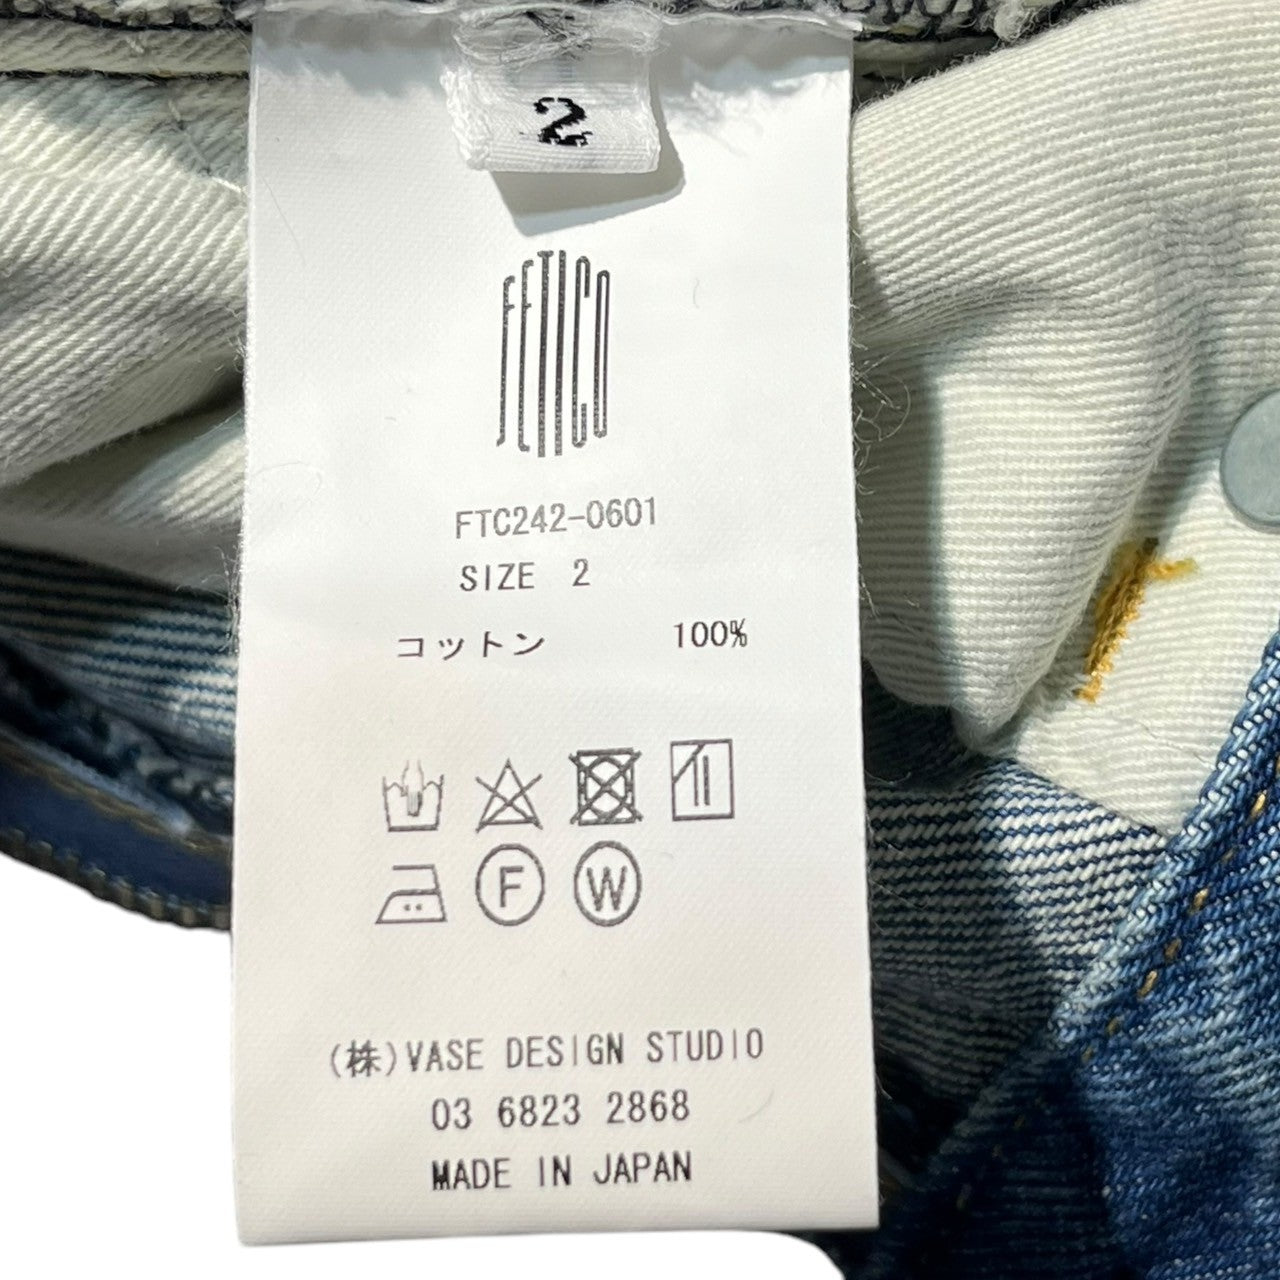 2
FETICO
FTC242-0601
SIZE 2
コットン 100%
F W
(株)VASE DESIGN STUDIO
03 6823 2868
MADE IN JAPAN